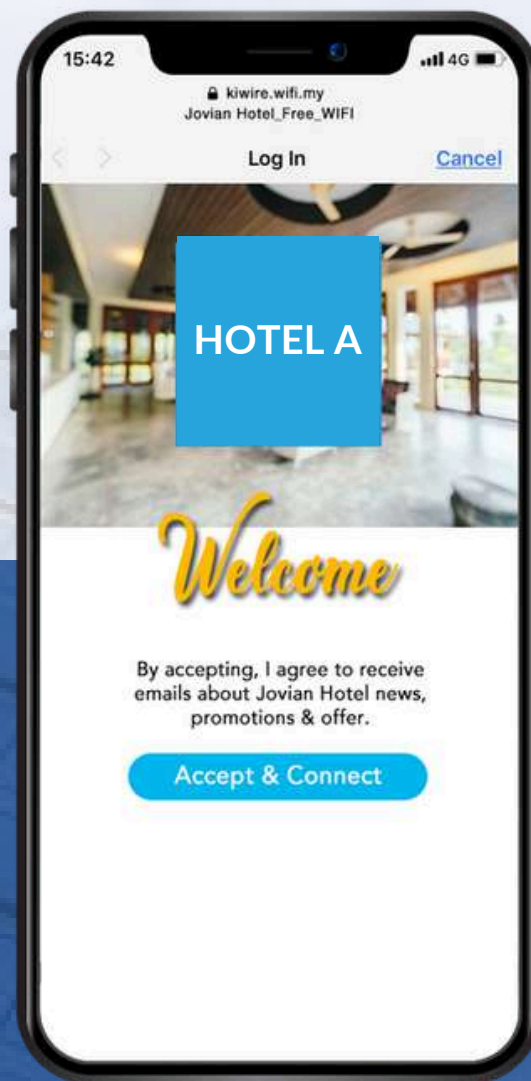 15:42
4G
kiwire.wifi.my
Jovian Hotel_Free_WIFI
Log In
Cancel
HOTEL A
Welcome
By accepting, I agree to receive
emails about Jovian Hotel news,
promotions & offer.
Accept & Connect